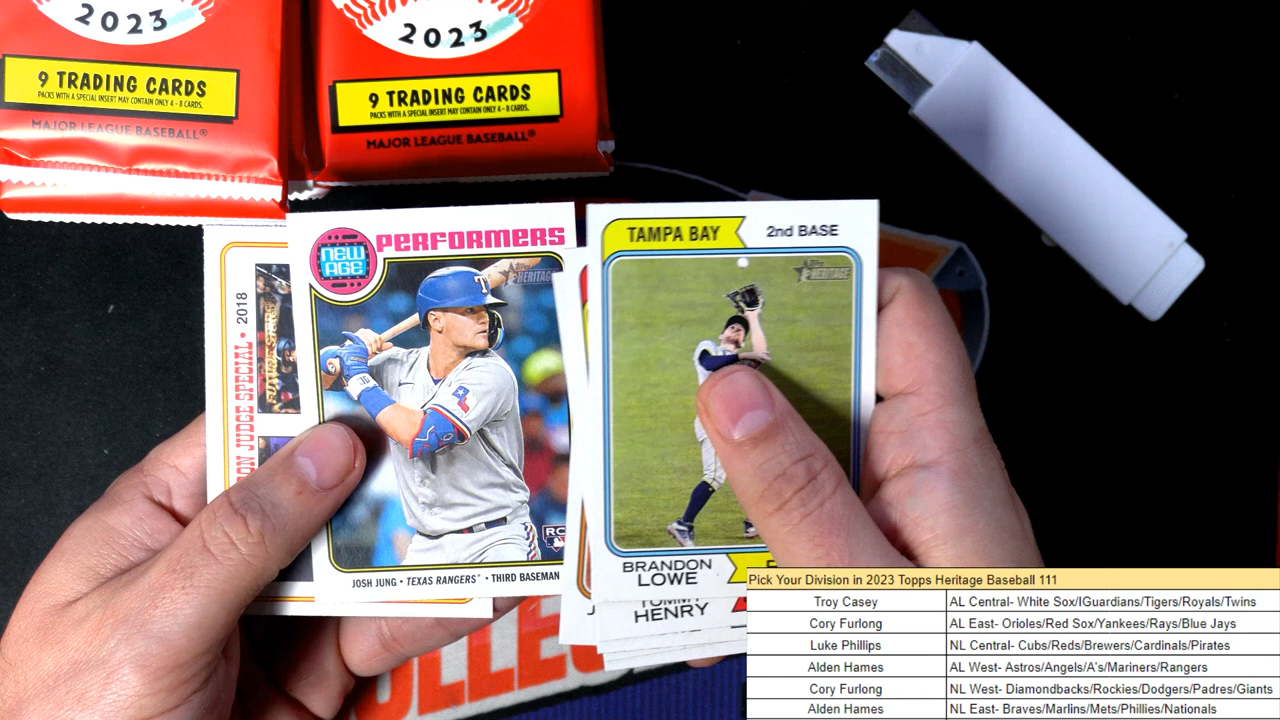 2023
9 TRADING CARDS
PACKS WITH A SPECIAL INSERT MAY CONTAIN ONLY 4 - 8 CARDS.
MAJOR LEAGUE BASEBALL®
2023
9 TRADING CARDS
PACKS WITH A SPECIAL INSERT MAY CONTAIN ONLY 4 - 8 CARDS.
MAJOR LEAGUE BASEBALL®
ON JUDGE SPECIAL • 2018
NEW AGE
PERFORMERS
HERITAGE
T
RC
JOSH JUNG • TEXAS RANGERS® • THIRD BASEMAN
TAMPA BAY
2nd BASE
Topps HERITAGE
BRANDON
LOWE
TOMMY
HENRY
Pick Your Division in 2023 Topps Heritage Baseball 111
Troy Casey AL Central- White Sox/IGuardians/Tigers/Royals/Twins
Cory Furlong AL East- Orioles/Red Sox/Yankees/Rays/Blue Jays
Luke Phillips NL Central- Cubs/Reds/Brewers/Cardinals/Pirates
Alden Hames AL West- Astros/Angels/A's/Mariners/Rangers
Cory Furlong NL West- Diamondbacks/Rockies/Dodgers/Padres/Giants
Alden Hames NL East- Braves/Marlins/Mets/Phillies/Nationals